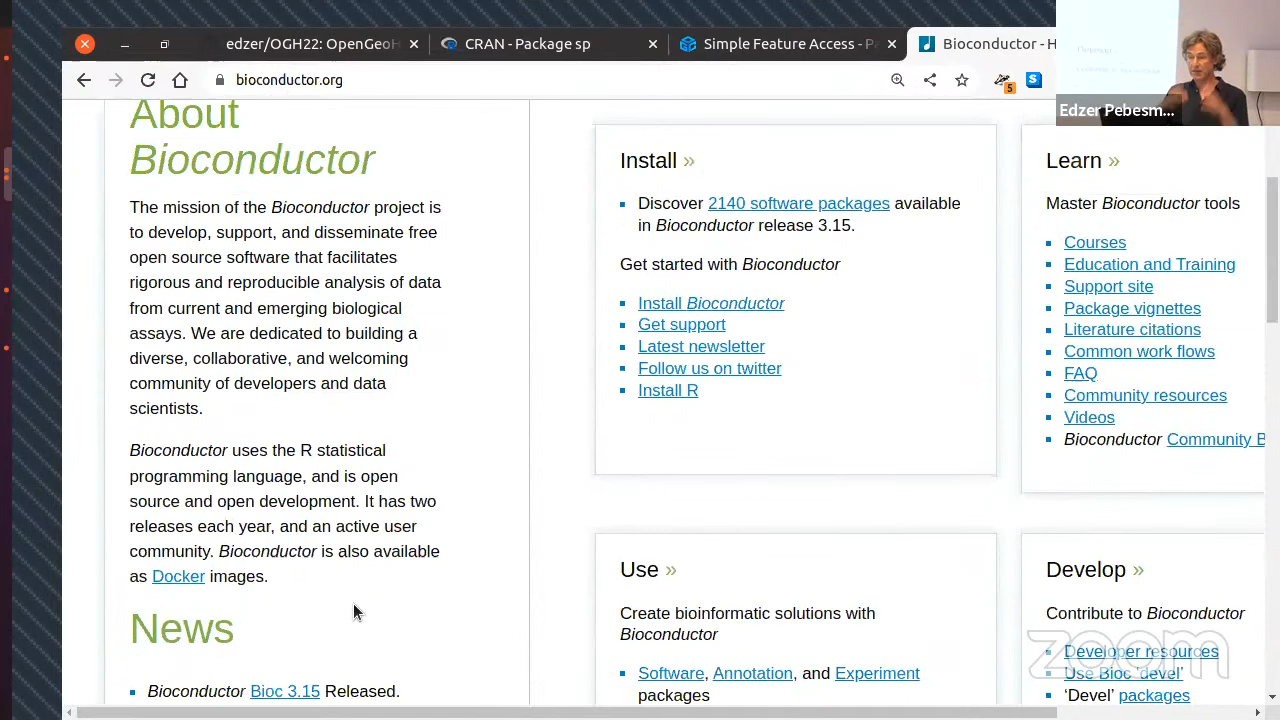 edzer/OGH22: OpenGeoH
CRAN - Package sp
Simple Feature Access - Pa
Bioconductor - H
bioconductor.org
5
S
Edzer Pebesm...
About
Bioconductor
The mission of the Bioconductor project is
to develop, support, and disseminate free
open source software that facilitates
rigorous and reproducible analysis of data
from current and emerging biological
assays. We are dedicated to building a
diverse, collaborative, and welcoming
community of developers and data
scientists.
Bioconductor uses the R statistical
programming language, and is open
source and open development. It has two
releases each year, and an active user
community. Bioconductor is also available
as Docker images.
News
Bioconductor Bioc 3.15 Released.
Install »
Discover 2140 software packages available
in Bioconductor release 3.15.
Get started with Bioconductor
Install Bioconductor
Get support
Latest newsletter
Follow us on twitter
Install R
Learn »
Master Bioconductor tools
Courses
Education and Training
Support site
Package vignettes
Literature citations
Common work flows
FAQ
Community resources
Videos
Bioconductor Community B
Use »
Create bioinformatic solutions with
Bioconductor
Software, Annotation, and Experiment
packages
Develop »
Contribute to Bioconductor
Developer resources
Use Bioc 'devel'
'Devel' packages
zoom